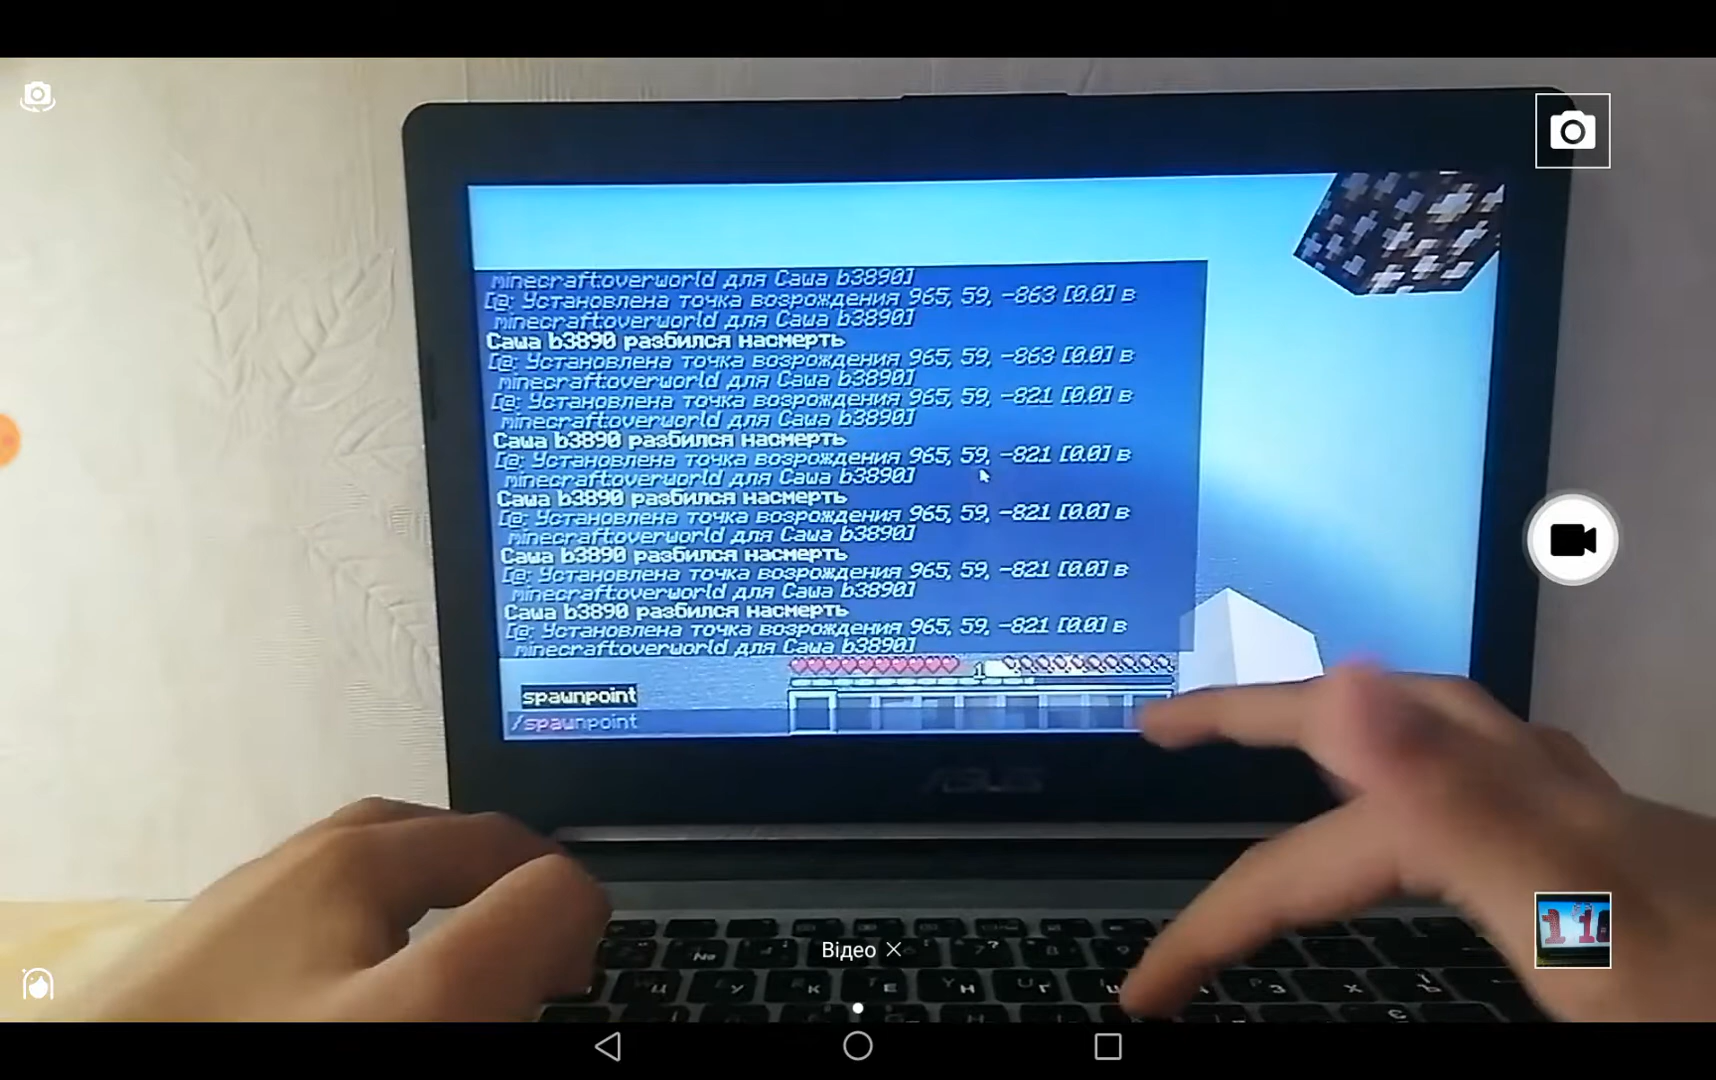 minecraft:overworld для Саша b3890]
[@: Установлена точка возрождения 965, 59, -863 [0.0] в
minecraft:overworld для Саша b3890]
Саша b3890 разбился насмерть
[@: Установлена точка возрождения 965, 59, -863 [0.0] в
minecraft:overworld для Саша b3890]
[@: Установлена точка возрождения 965, 59, -821 [0.0] в
minecraft:overworld для Саша b3890]
Саша b3890 разбился насмерть
[@: Установлена точка возрождения 965, 59, -821 [0.0] в
minecraft:overworld для Саша b3890]
Саша b3890 разбился насмерть
[@: Установлена точка возрождения 965, 59, -821 [0.0] в
minecraft:overworld для Саша b3890]
Саша b3890 разбился насмерть
[@: Установлена точка возрождения 965, 59, -821 [0.0] в
minecraft:overworld для Саша b3890]
Саша b3890 разбился насмерть
[@: Установлена точка возрождения 965, 59, -821 [0.0] в
minecraft:overworld для Саша b3890]
1
spawnpoint
/spawnpoint
ASUS
Відео